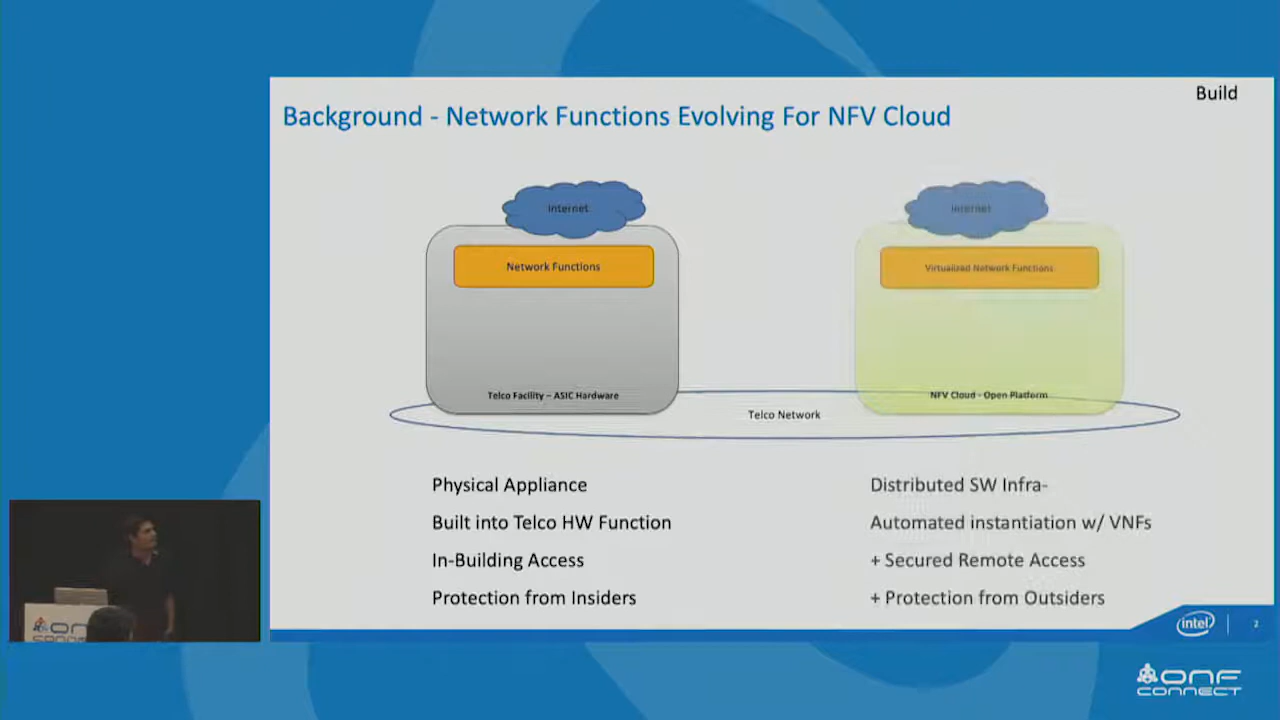 Build
Background - Network Functions Evolving For NFV Cloud
Internet
Internet
Network Functions
Virtualized Network Functions
Telco Facility – ASIC Hardware
NFV Cloud - Open Platform
Telco Network
Physical Appliance
Distributed SW Infra-
Built into Telco HW Function
Automated instantiation w/ VNFs
In-Building Access
+ Secured Remote Access
Protection from Insiders
+ Protection from Outsiders
intel
2
ONF
CONNECT
ONF
CONNECT